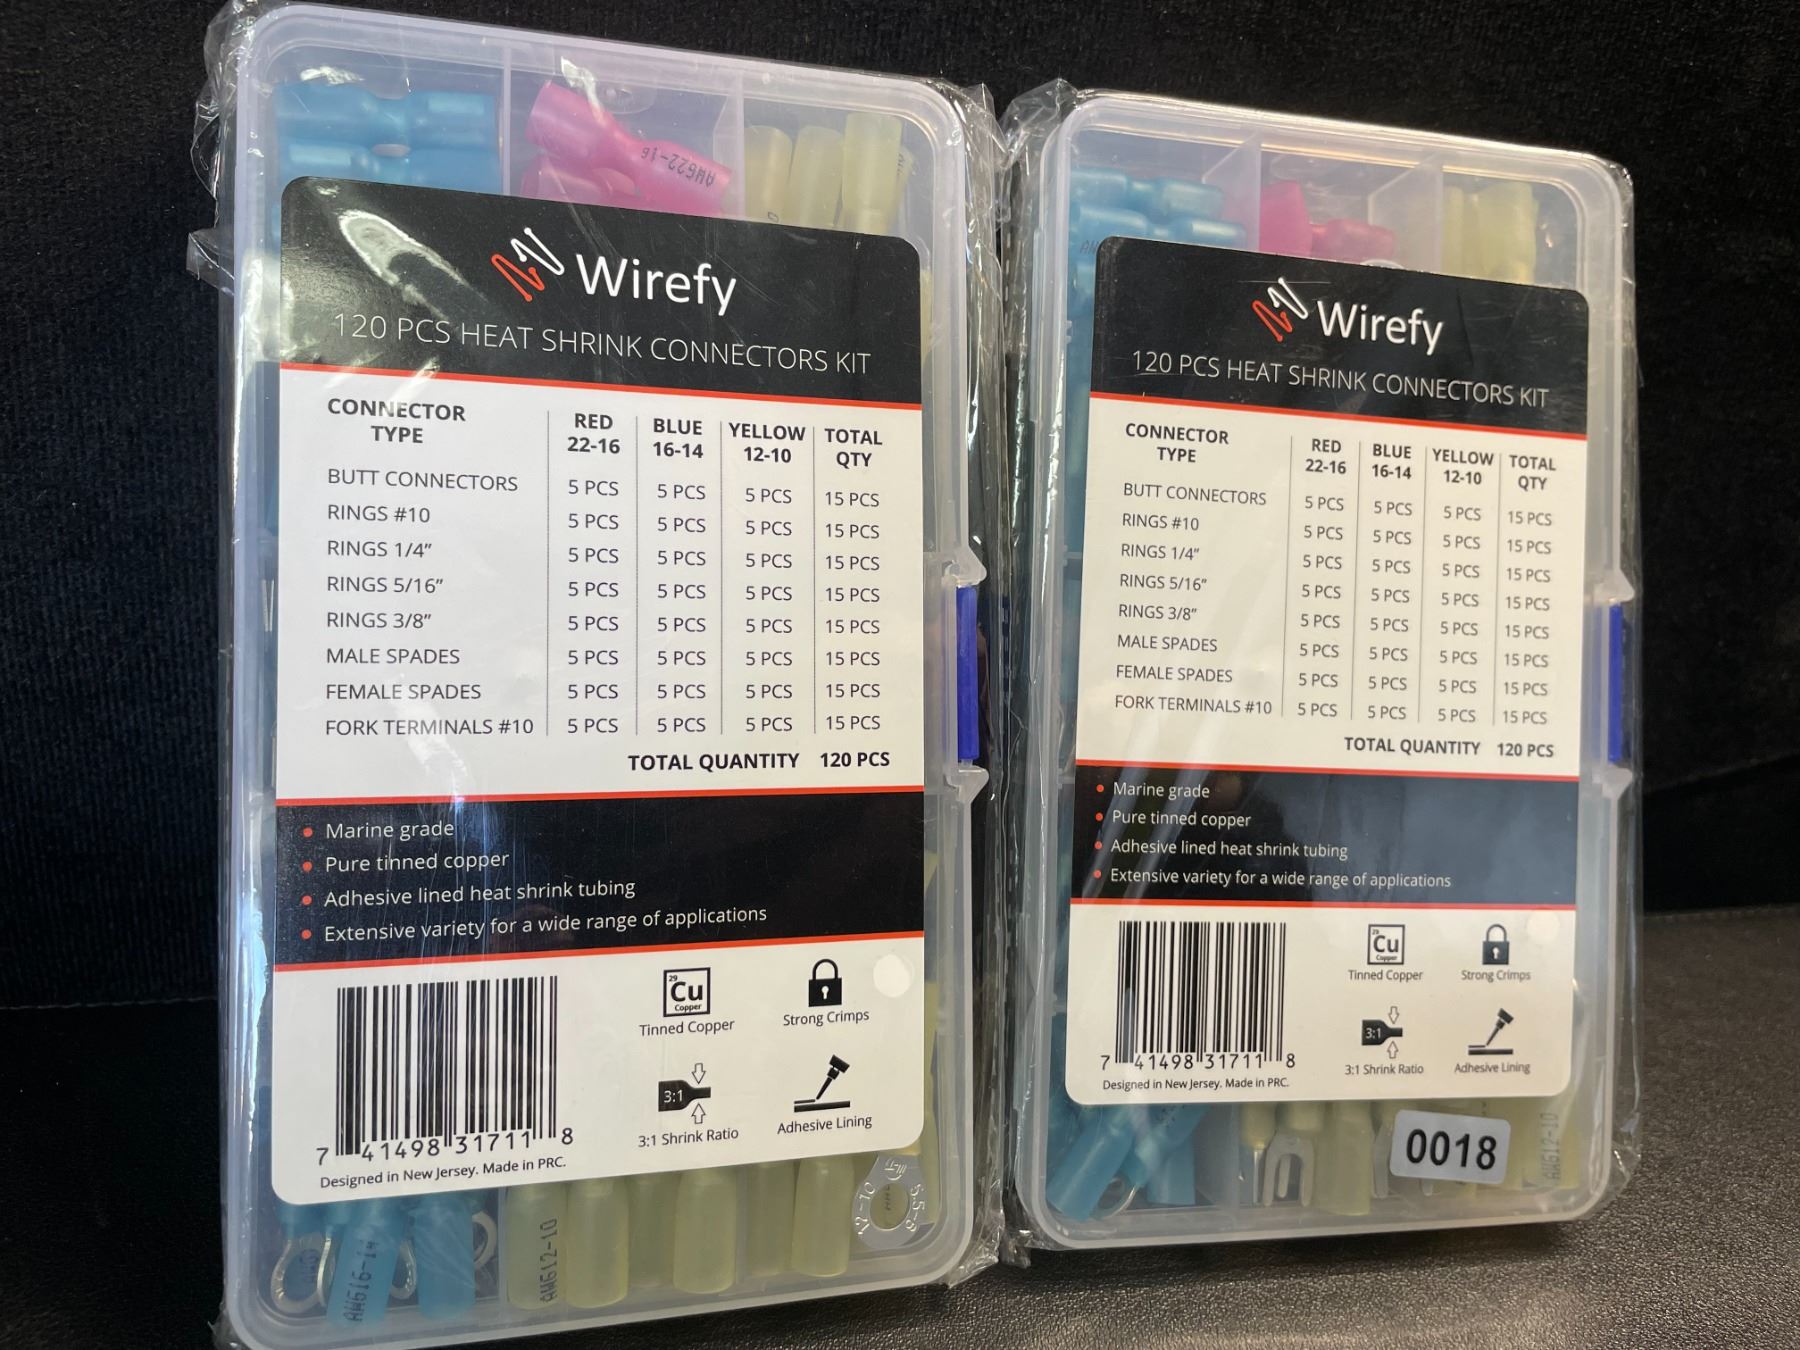 AWG22-16
Wirefy
120 PCS HEAT SHRINK CONNECTORS KIT
CONNECTOR TYPE RED 22-16 BLUE 16-14 YELLOW 12-10 TOTAL QTY
BUTT CONNECTORS 5 PCS 5 PCS 5 PCS 15 PCS
RINGS #10 5 PCS 5 PCS 5 PCS 15 PCS
RINGS 1/4” 5 PCS 5 PCS 5 PCS 15 PCS
RINGS 5/16” 5 PCS 5 PCS 5 PCS 15 PCS
RINGS 3/8” 5 PCS 5 PCS 5 PCS 15 PCS
MALE SPADES 5 PCS 5 PCS 5 PCS 15 PCS
FEMALE SPADES 5 PCS 5 PCS 5 PCS 15 PCS
FORK TERMINALS #10 5 PCS 5 PCS 5 PCS 15 PCS
TOTAL QUANTITY 120 PCS
Marine grade
Pure tinned copper
Adhesive lined heat shrink tubing
Extensive variety for a wide range of applications
29
Cu
Copper
Tinned Copper
Strong Crimps
3:1
3:1 Shrink Ratio
Adhesive Lining
7 41498 31711 8
Designed in New Jersey. Made in PRC.
AWG16-14
AWG12-10
12-10
5.5-8
Wirefy
120 PCS HEAT SHRINK CONNECTORS KIT
CONNECTOR TYPE RED 22-16 BLUE 16-14 YELLOW 12-10 TOTAL QTY
BUTT CONNECTORS 5 PCS 5 PCS 5 PCS 15 PCS
RINGS #10 5 PCS 5 PCS 5 PCS 15 PCS
RINGS 1/4” 5 PCS 5 PCS 5 PCS 15 PCS
RINGS 5/16” 5 PCS 5 PCS 5 PCS 15 PCS
RINGS 3/8” 5 PCS 5 PCS 5 PCS 15 PCS
MALE SPADES 5 PCS 5 PCS 5 PCS 15 PCS
FEMALE SPADES 5 PCS 5 PCS 5 PCS 15 PCS
FORK TERMINALS #10 5 PCS 5 PCS 5 PCS 15 PCS
TOTAL QUANTITY 120 PCS
Marine grade
Pure tinned copper
Adhesive lined heat shrink tubing
Extensive variety for a wide range of applications
29
Cu
Copper
Tinned Copper
Strong Crimps
3:1
3:1 Shrink Ratio
Adhesive Lining
7 41498 31711 8
Designed in New Jersey. Made in PRC.
0018
AWG12-10